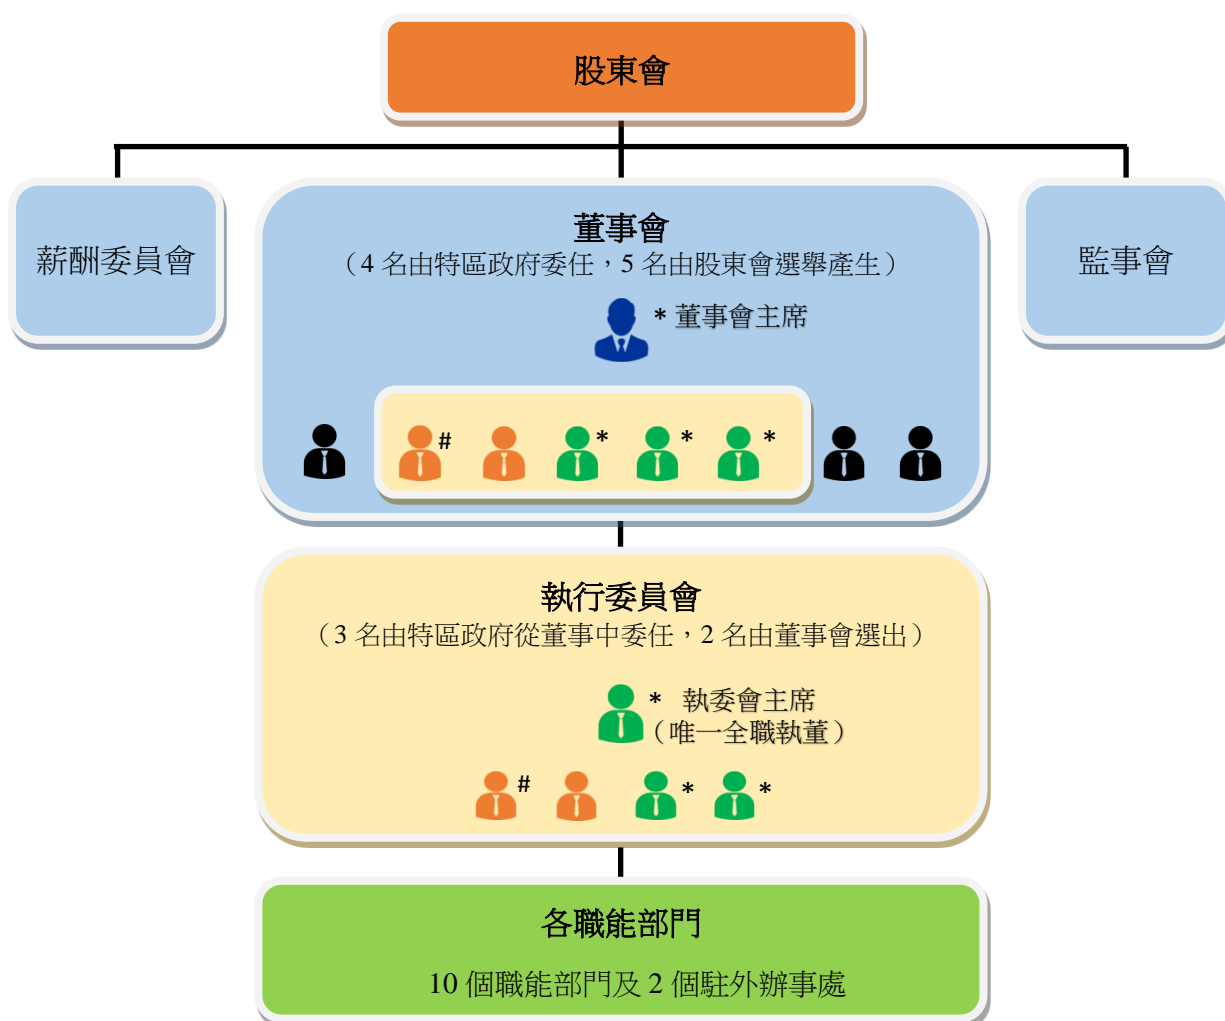 股東會
薪酬委員會
董事會
（4 名由特區政府委任，5 名由股東會選舉產生）
* 董事會主席
# * * *
監事會
執行委員會
（3 名由特區政府從董事中委任，2 名由董事會選出）
* 執委會主席
（唯一全職執董）
# * *
各職能部門
10 個職能部門及 2 個駐外辦事處